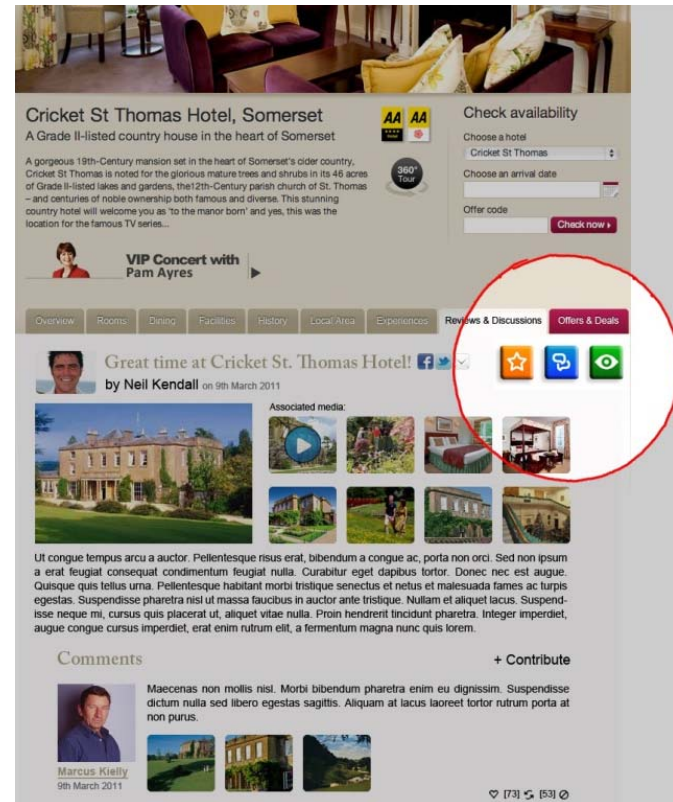 Cricket St Thomas Hotel, Somerset
A Grade II-listed country house in the heart of Somerset
A gorgeous 19th-Century mansion set in the heart of Somerset's cider country,
Cricket St Thomas is noted for the glorious mature trees and shrubs in its 46 acres
of Grade II-listed lakes and gardens, the12th-Century parish church of St. Thomas
– and centuries of noble ownership both famous and diverse. This stunning
country hotel will welcome you as 'to the manor born' and yes, this was the
location for the famous TV series...
AA AA
360°
Tour
Check availability
Choose a hotel
Cricket St Thomas
Choose an arrival date
Offer code
Check now
VIP Concert with
Pam Ayres
Overview Rooms Dining Facilities History Local Area Experiences Reviews & Discussions Offers & Deals
Great time at Cricket St. Thomas Hotel!
by Neil Kendall on 9th March 2011
Associated media:
Ut congue tempus arcu a auctor. Pellentesque risus erat, bibendum a congue ac, porta non orci. Sed non ipsum
a erat feugiat consequat condimentum feugiat nulla. Curabitur eget dapibus tortor. Donec nec est augue.
Quisque quis tellus urna. Pellentesque habitant morbi tristique senectus et netus et malesuada fames ac turpis
egestas. Suspendisse pharetra nisl ut massa faucibus in auctor ante tristique. Nullam et aliquet lacus. Suspend-
isse neque mi, cursus quis placerat ut, aliquet vitae nulla. Proin hendrerit tincidunt pharetra. Integer imperdiet,
augue congue cursus imperdiet, erat enim rutrum elit, a fermentum magna nunc quis lorem.
Comments
+ Contribute
Maecenas non mollis nisl. Morbi bibendum pharetra enim eu dignissim. Suspendisse
dictum nulla sed libero egestas sagittis. Aliquam at lacus laoreet tortor rutrum porta at
non purus.
Marcus Kielly
9th March 2011
[73] [53]